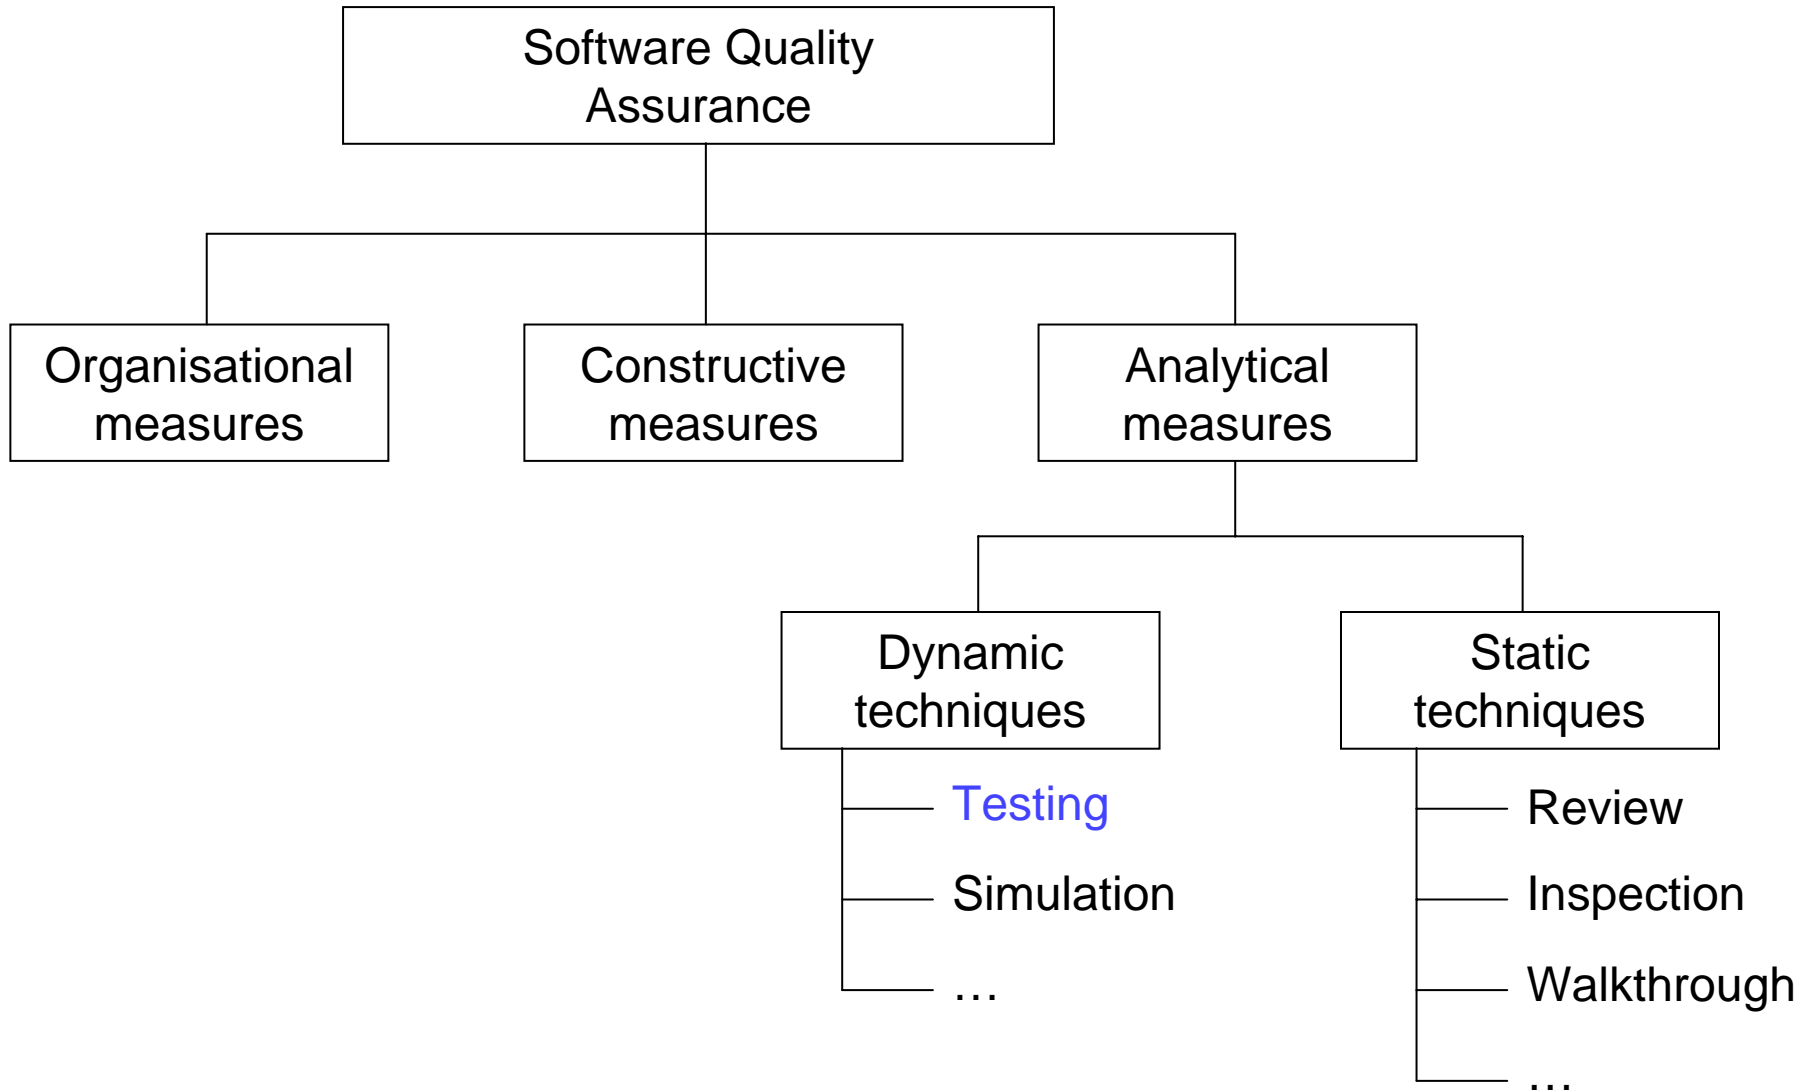 Software Quality
Assurance
Organisational
measures
Constructive
measures
Analytical
measures
Dynamic
techniques
Testing
Simulation
…
Static
techniques
Review
Inspection
Walkthrough
…